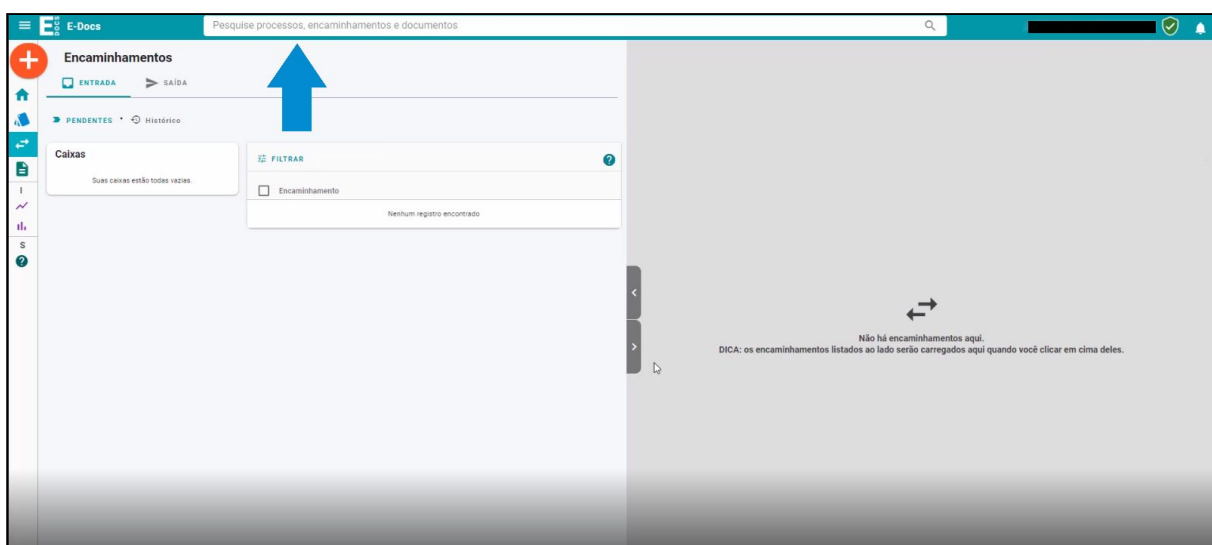 E-Docs
Pesquise processos, encaminhamentos e documentos
Encaminhamentos
ENTRADA
SAÍDA
PENDENTES
Histórico
Caixas
Suas caixas estão todas vazias.
FILTRAR
Encaminhamento
Nenhum registro encontrado
I
S
Não há encaminhamentos aqui.
DICA: os encaminhamentos listados ao lado serão carregados aqui quando você clicar em cima deles.